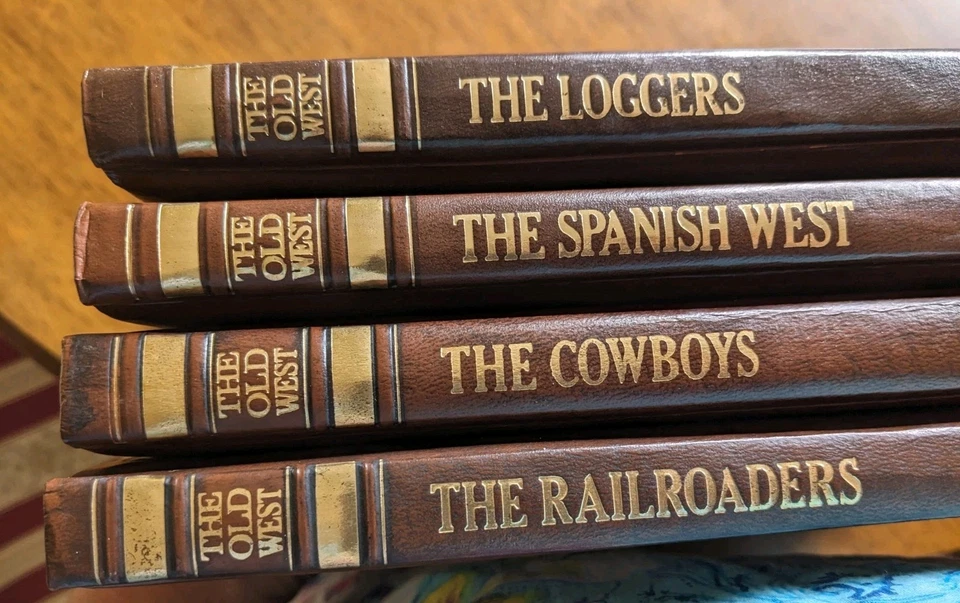 THE
OLD
WEST
THE LOGGERS
THE
OLD
WEST
THE SPANISH WEST
THE
OLD
WEST
THE COWBOYS
THE
OLD
WEST
THE RAILROADERS